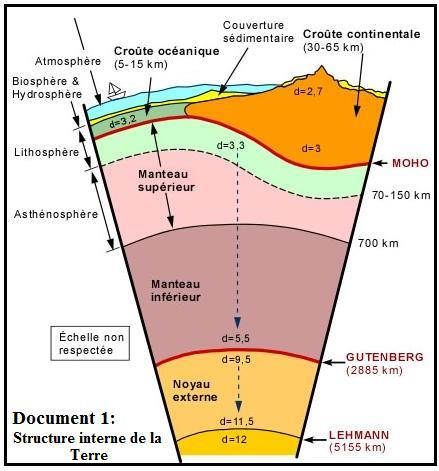 Couverture
sédimentaire
Croûte continentale
(30-65 km)
Croûte océanique
(5-15 km)
Atmosphère
Biosphère &
Hydrosphère
d=2,7
d=3,2
Lithosphère
d=3,3
d=3
MOHO
Manteau
supérieur
70-150 km
Asthénosphère
700 km
Manteau
inférieur
Échelle non
respectée
d=5,5
d=9,5
GUTENBERG
(2885 km)
Noyau
externe
Document 1:
Structure interne de la
Terre
d=11,5
d=12
LEHMANN
(5155 km)